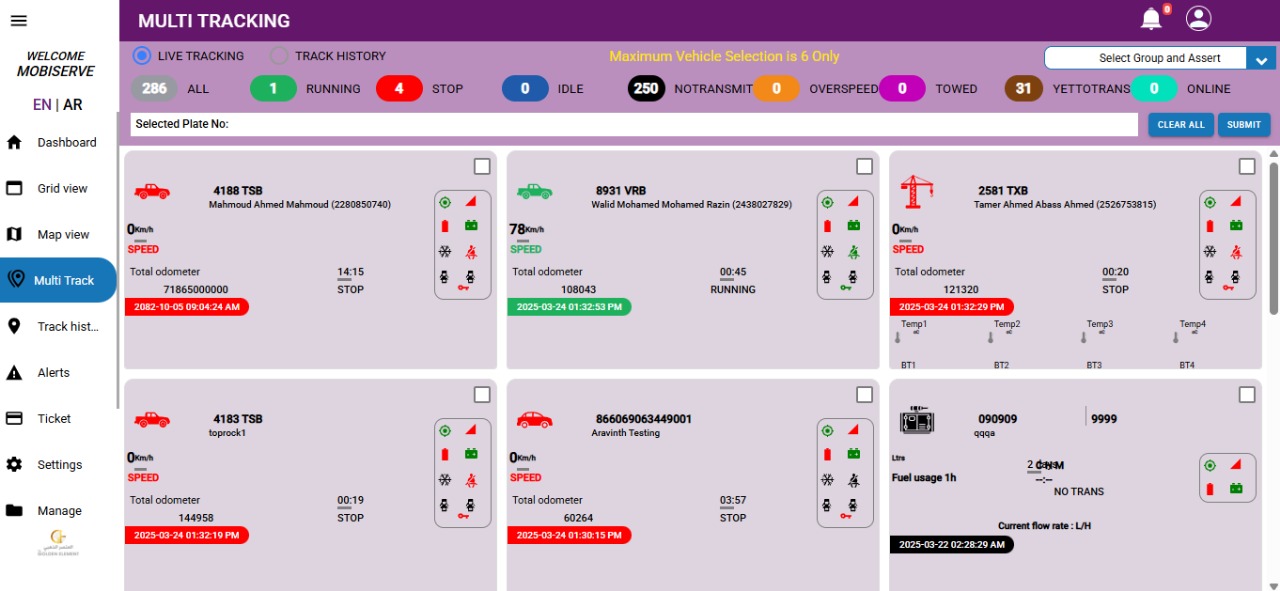 MULTI TRACKING
0
WELCOME
MOBISERVE
EN | AR
Dashboard
Grid view
Map view
Multi Track
Track hist...
Alerts
Ticket
Settings
Manage
LIVE TRACKING
TRACK HISTORY
Maximum Vehicle Selection is 6 Only
Select Group and Assert
286 ALL
1 RUNNING
4 STOP
0 IDLE
250 NOTRANSMIT
0 OVERSPEED
0 TOWED
31 YETTOTRANS
0 ONLINE
Selected Plate No:
CLEAR ALL
SUBMIT
4188 TSB
Mahmoud Ahmed Mahmoud (2280850740)
0Km/h
SPEED
Total odometer 14:15
71865000000 STOP
2082-10-05 09:04:24 AM
8931 VRB
Walid Mohamed Mohamed Razin (2438027829)
78Km/h
SPEED
Total odometer 00:45
108043 RUNNING
2025-03-24 01:32:53 PM
2581 TXB
Tamer Ahmed Abass Ahmed (2526753815)
0Km/h
SPEED
Total odometer 00:20
121320 STOP
2025-03-24 01:32:29 PM
Temp1 Temp2 Temp3 Temp4
BT1 BT2 BT3 BT4
4183 TSB
toprock1
0Km/h
SPEED
Total odometer 00:19
144958 STOP
2025-03-24 01:32:19 PM
866069063449001
Aravinth Testing
0Km/h
SPEED
Total odometer 03:57
60264 STOP
2025-03-24 01:30:15 PM
090909 9999
qqqa
Ltrs
Fuel usage 1h
2
--:--
NO TRANS
Current flow rate : L/H
2025-03-22 02:28:29 AM